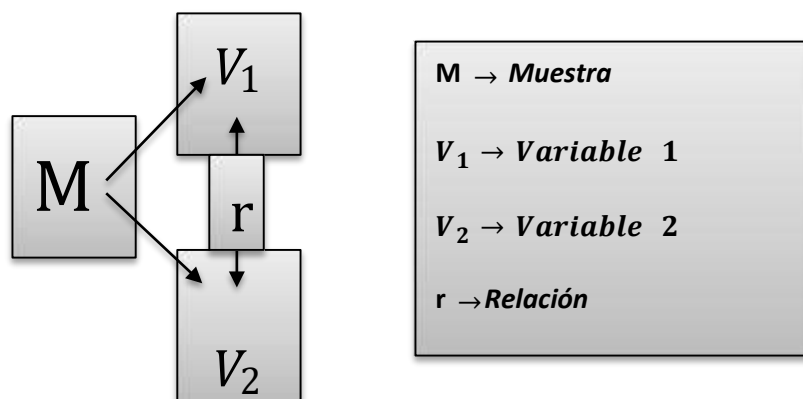 V₁
M
r
V₂
M → Muestra
V₁ → Variable 1
V₂ → Variable 2
r →Relación